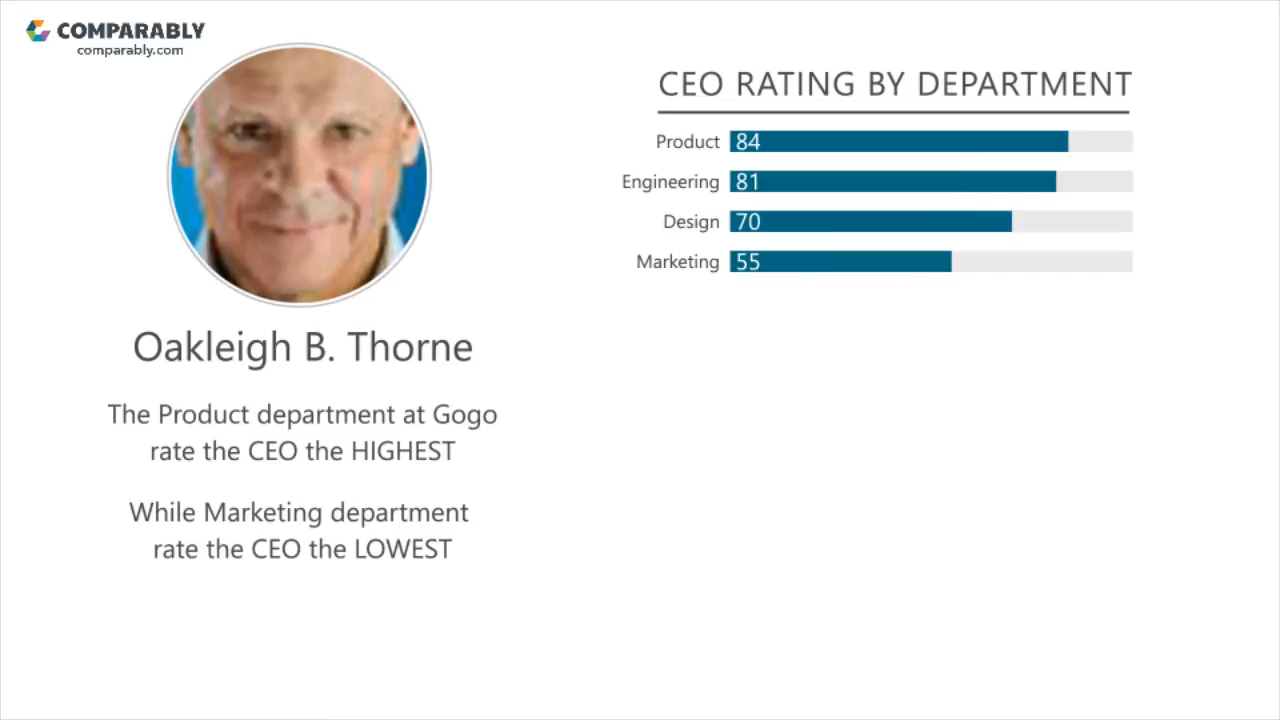 COMPARABLY
comparably.com
CEO RATING BY DEPARTMENT
Product 84
Engineering 81
Design 70
Marketing 55
Oakleigh B. Thorne
The Product department at Gogo
rate the CEO the HIGHEST
While Marketing department
rate the CEO the LOWEST